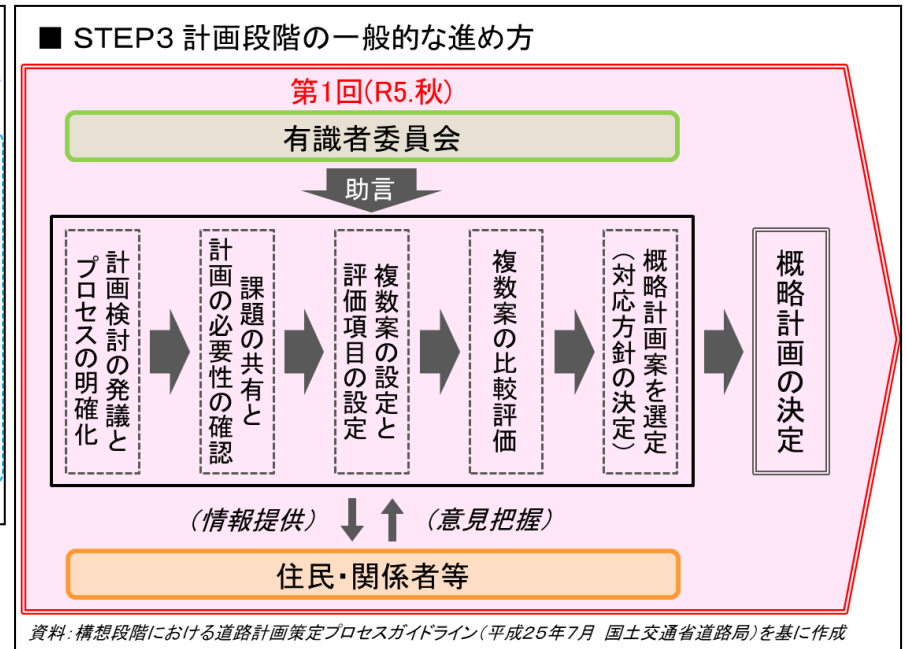 ■ STEP3 計画段階の一般的な進め方
第1回(R5.秋)
有識者委員会
助言
計画検討の発議と
プロセスの明確化
課題の共有と
計画の必要性の確認
複数案の設定と
評価項目の設定
複数案の比較評価
概略計画案を選定
(対応方針の決定)
概略計画の決定
(情報提供)
(意見把握)
住民・関係者等
資料:構想段階における道路計画策定プロセスガイドライン(平成25年7月 国土交通省道路局)を基に作成